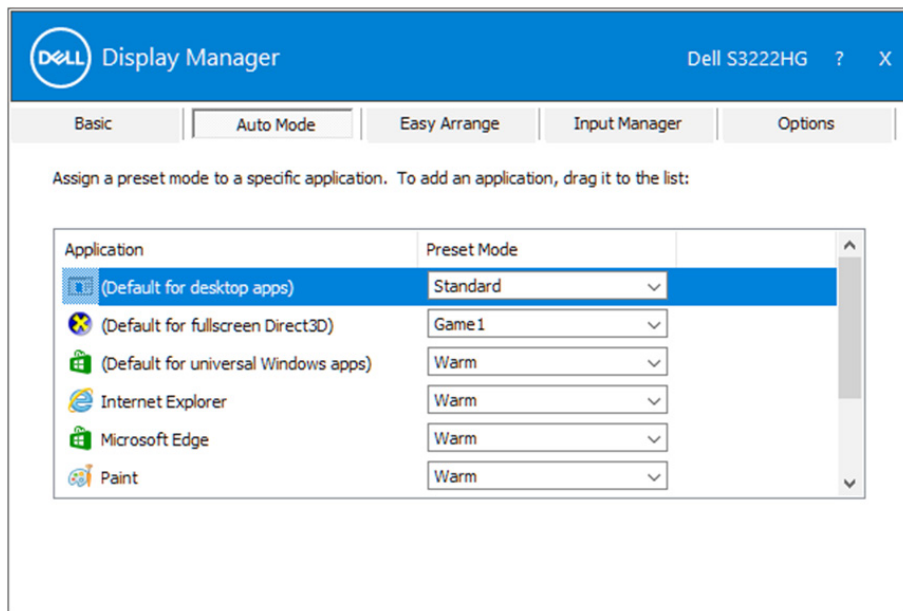 DELL Display Manager Dell S3222HG ? X
Basic Auto Mode Easy Arrange Input Manager Options
Assign a preset mode to a specific application. To add an application, drag it to the list:
Application Preset Mode
(Default for desktop apps) Standard
(Default for fullscreen Direct3D) Game1
(Default for universal Windows apps) Warm
Internet Explorer Warm
Microsoft Edge Warm
Paint Warm